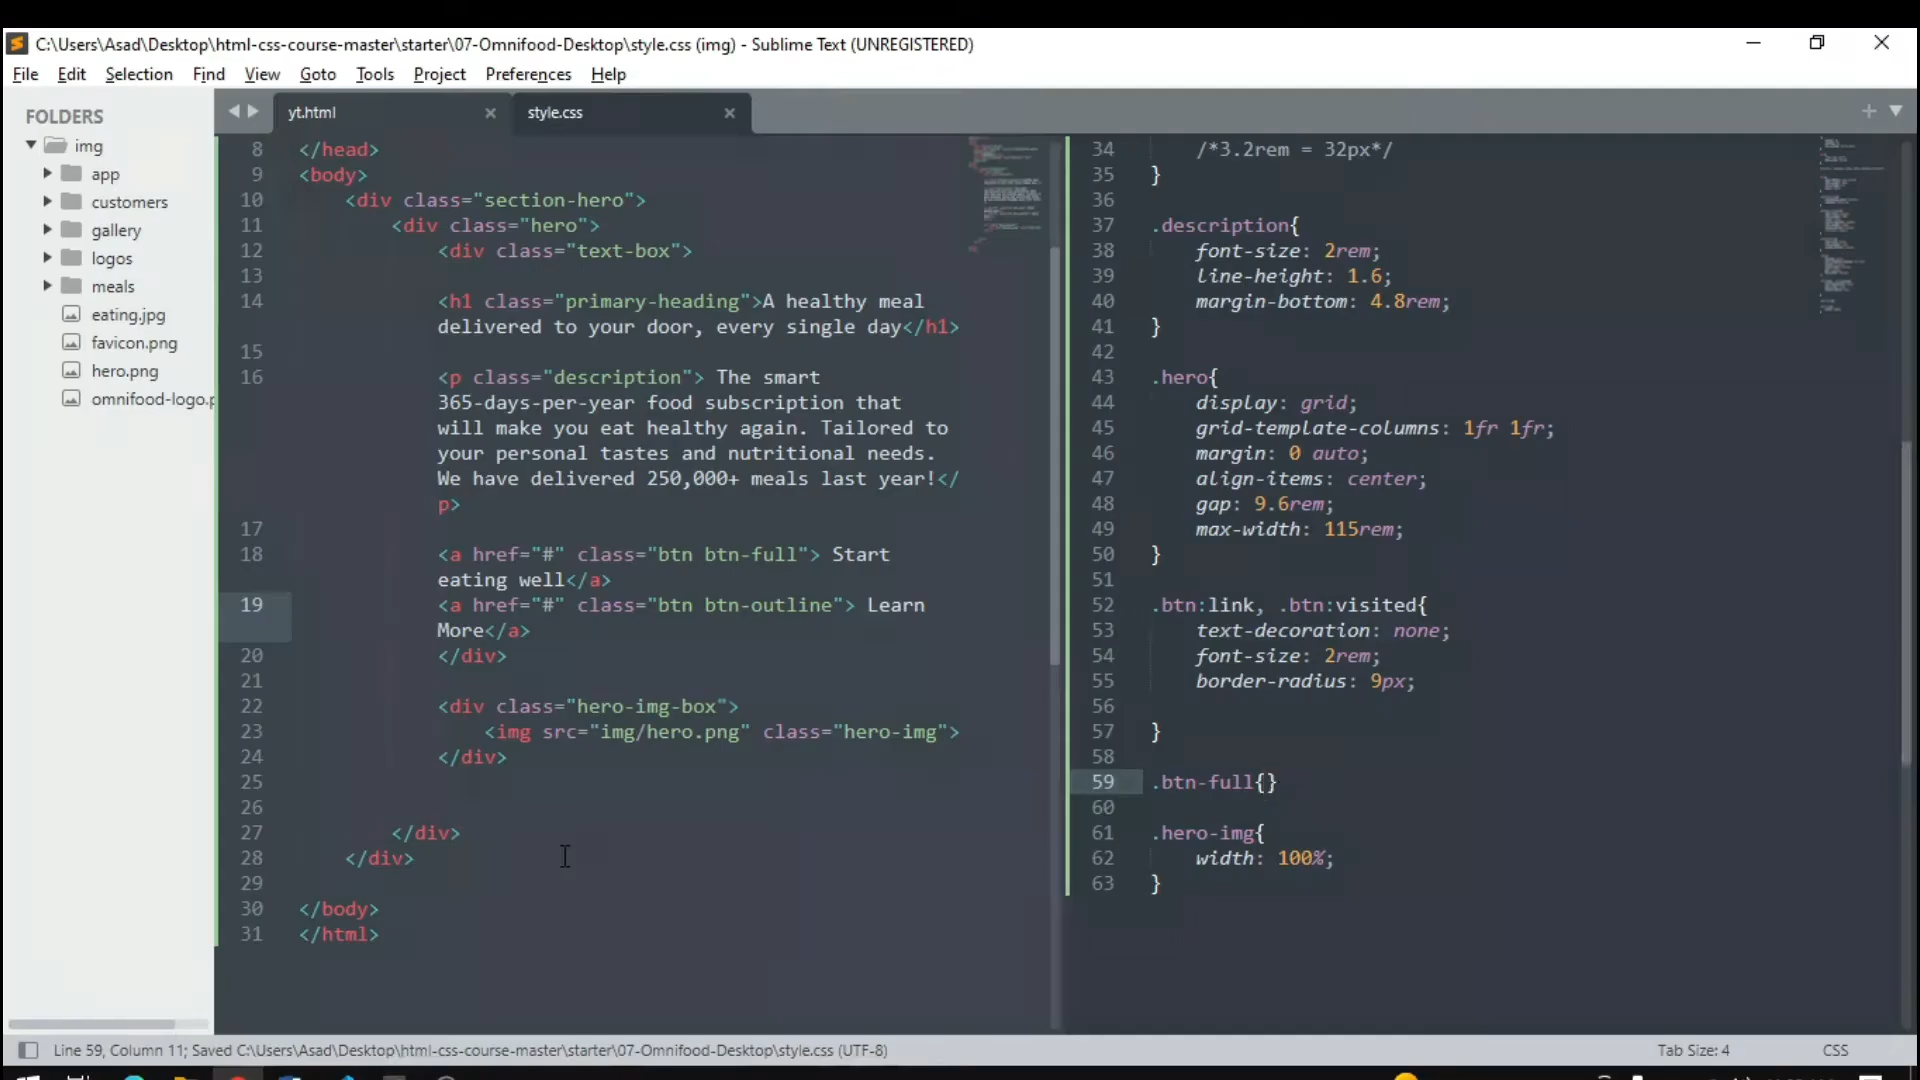 C:\Users\Asad\Desktop\html-css-course-master\starter\07-Omnifood-Desktop\style.css (img) - Sublime Text (UNREGISTERED)
File Edit Selection Find View Goto Tools Project Preferences Help
FOLDERS
img
app
customers
gallery
logos
meals
eating.jpg
favicon.png
hero.png
omnifood-logo.p
yt.html
style.css
8 </head>
9 <body>
10 <div class="section-hero">
11 <div class="hero">
12 <div class="text-box">
13
14 <h1 class="primary-heading">A healthy meal
delivered to your door, every single day</h1>
15
16 <p class="description"> The smart
365-days-per-year food subscription that
will make you eat healthy again. Tailored to
your personal tastes and nutritional needs.
We have delivered 250,000+ meals last year!</
p>
17
18 <a href="#" class="btn btn-full"> Start
eating well</a>
19 <a href="#" class="btn btn-outline"> Learn
More</a>
20 </div>
21
22 <div class="hero-img-box">
23 <img src="img/hero.png" class="hero-img">
24 </div>
25
26
27 </div>
28 </div>
29
30 </body>
31 </html>
34 /*3.2rem = 32px*/
35 }
36
37 .description{
38 font-size: 2rem;
39 line-height: 1.6;
40 margin-bottom: 4.8rem;
41 }
42
43 .hero{
44 display: grid;
45 grid-template-columns: 1fr 1fr;
46 margin: 0 auto;
47 align-items: center;
48 gap: 9.6rem;
49 max-width: 115rem;
50 }
51
52 .btn:link, .btn:visited{
53 text-decoration: none;
54 font-size: 2rem;
55 border-radius: 9px;
56
57 }
58
59 .btn-full{}
60
61 .hero-img{
62 width: 100%;
63 }
Line 59, Column 11; Saved C:\Users\Asad\Desktop\html-css-course-master\starter\07-Omnifood-Desktop\style.css (UTF-8)
Tab Size: 4
CSS